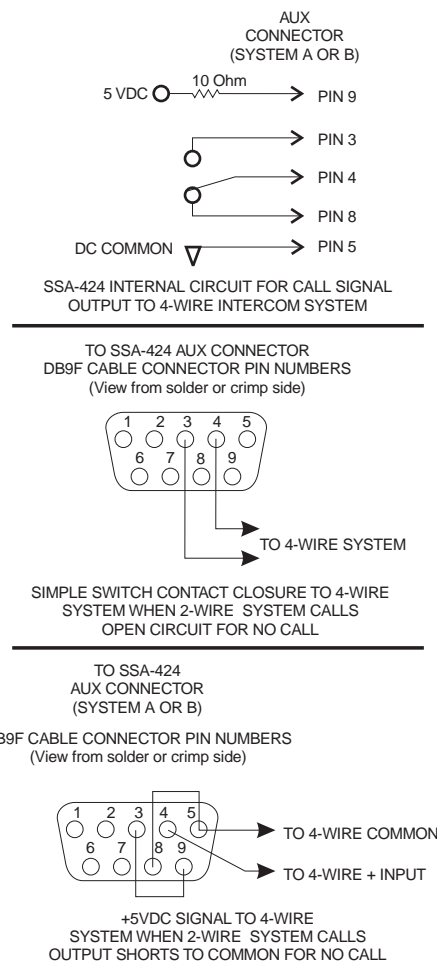 AUX
CONNECTOR
(SYSTEM A OR B)
10 Ohm
5 VDC
PIN 9
PIN 3
PIN 4
PIN 8
DC COMMON
PIN 5
SSA-424 INTERNAL CIRCUIT FOR CALL SIGNAL
OUTPUT TO 4-WIRE INTERCOM SYSTEM
TO SSA-424 AUX CONNECTOR
DB9F CABLE CONNECTOR PIN NUMBERS
(View from solder or crimp side)
1 2 3 4 5
6 7 8 9
TO 4-WIRE SYSTEM
SIMPLE SWITCH CONTACT CLOSURE TO 4-WIRE
SYSTEM WHEN 2-WIRE SYSTEM CALLS
OPEN CIRCUIT FOR NO CALL
TO SSA-424
AUX CONNECTOR
(SYSTEM A OR B)
B9F CABLE CONNECTOR PIN NUMBERS
(View from solder or crimp side)
1 2 3 4 5
6 7 8 9
TO 4-WIRE COMMON
TO 4-WIRE + INPUT
+5VDC SIGNAL TO 4-WIRE
SYSTEM WHEN 2-WIRE SYSTEM CALLS
OUTPUT SHORTS TO COMMON FOR NO CALL